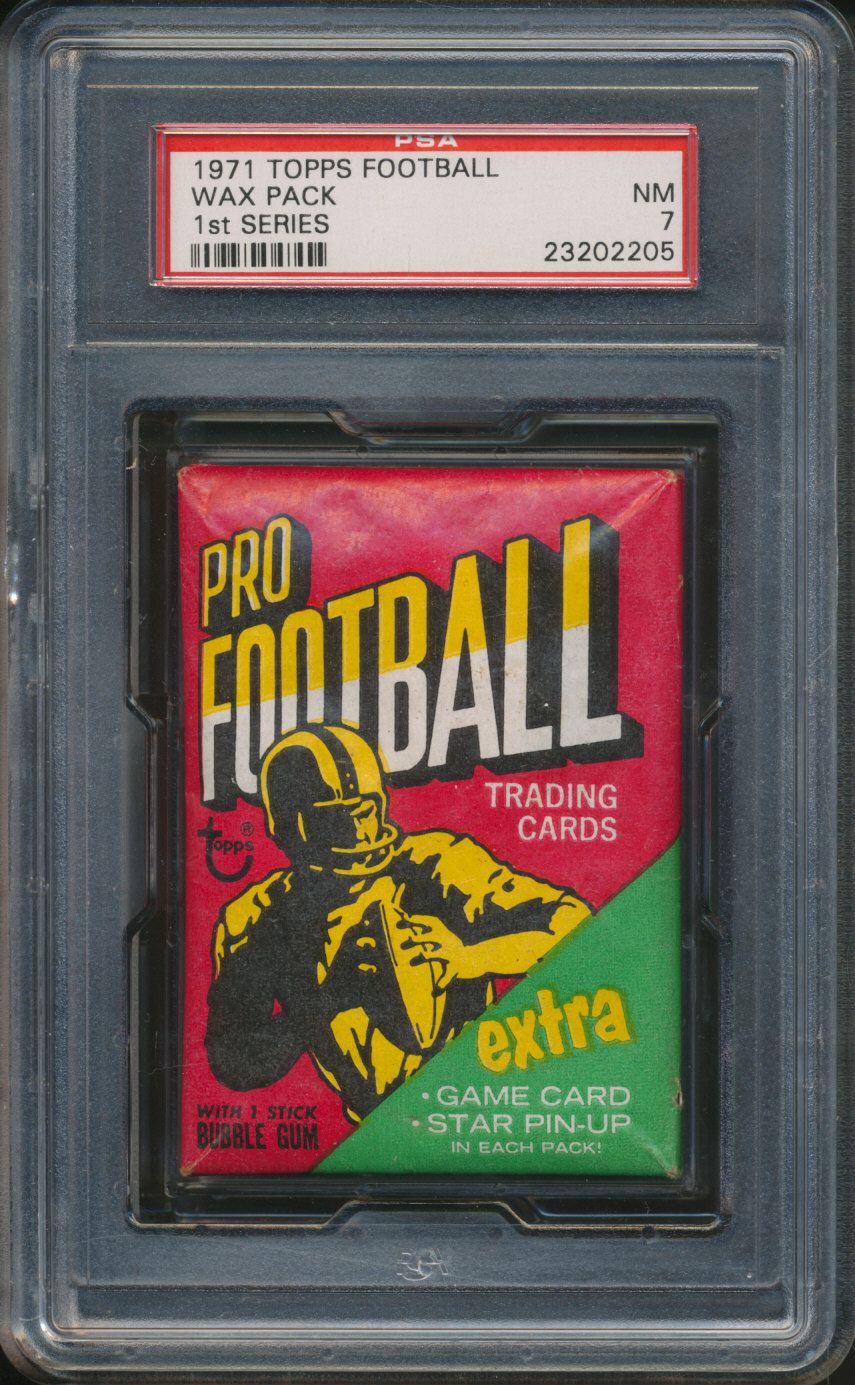 PSA
1971 TOPPS FOOTBALL
WAX PACK NM
1st SERIES 7
23202205
PRO
FOOTBALL
TRADING
CARDS
Topps®
extra
• GAME CARD
• STAR PIN-UP
IN EACH PACK!
WITH 1 STICK
BUBBLE GUM